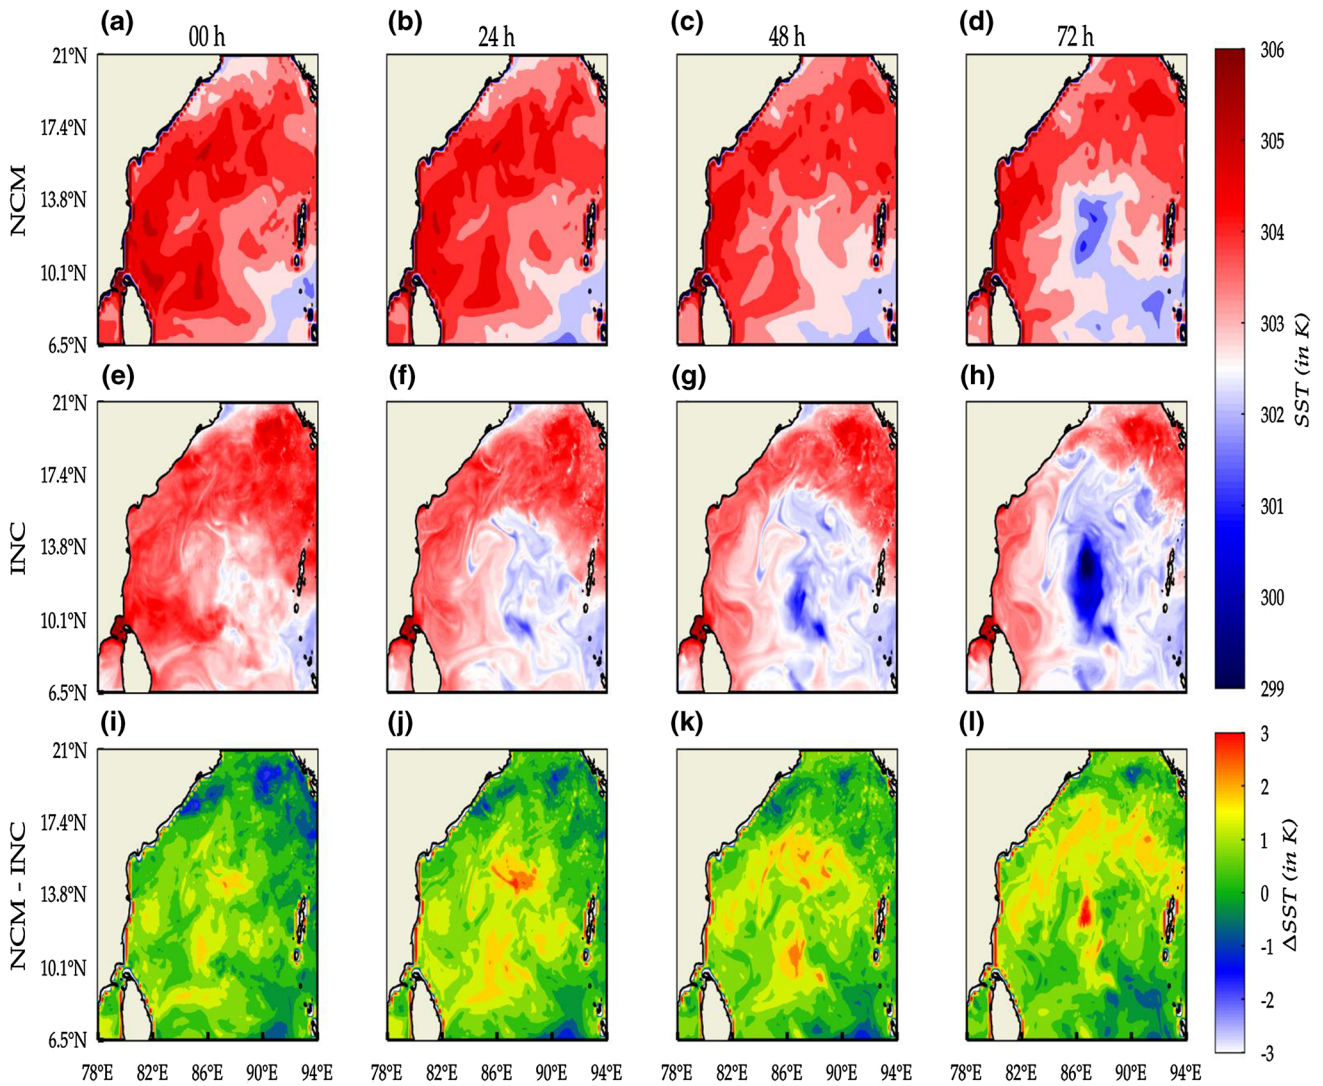 (a) (b) (c) (d)
00 h 24 h 48 h 72 h
NCM
21°N
17.4°N
13.8°N
10.1°N
6.5°N
(e) (f) (g) (h)
INC
21°N
17.4°N
13.8°N
10.1°N
6.5°N
306
305
304
303
302
301
300
299
SST (in K)
(i) (j) (k) (l)
NCM - INC
21°N
17.4°N
13.8°N
10.1°N
6.5°N
78°E 82°E 86°E 90°E 94°E 78°E 82°E 86°E 90°E 94°E 78°E 82°E 86°E 90°E 94°E 78°E 82°E 86°E 90°E 94°E
3
2
1
0
-1
-2
-3
ΔSST (in K)